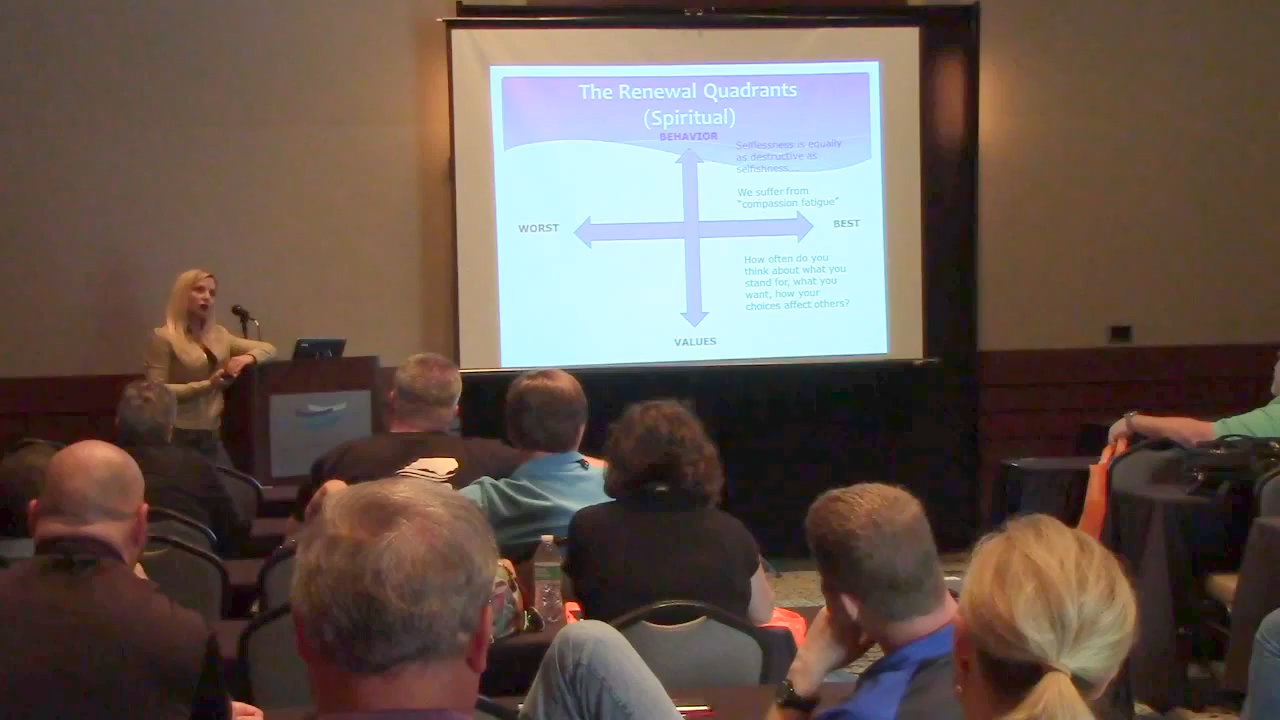 The Renewal Quadrants
(Spiritual)
BEHAVIOR
Selflessness is equally
as destructive as
selfishness...
We suffer from
"compassion fatigue"
WORST
BEST
How often do you
think about what you
stand for, what you
want, how your
choices affect others?
VALUES